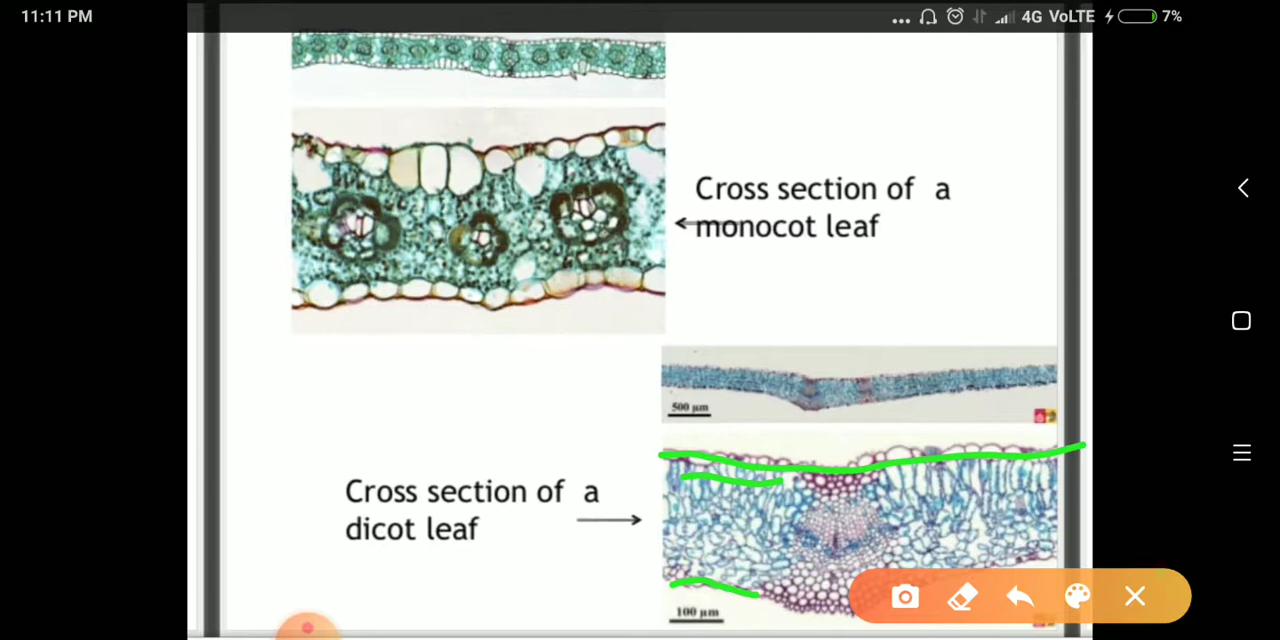 11:11 PM
4G VoLTE 7%
Cross section of a
monocot leaf
500 µm
Cross section of a
dicot leaf
100 µm